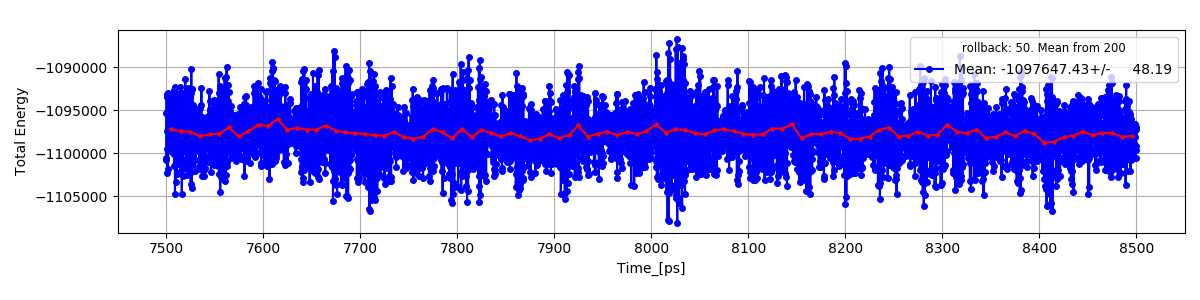 rollback: 50. Mean from 200
Mean: -1097647.43+/- 48.19
Total Energy
−1090000
−1095000
−1100000
−1105000
7500 7600 7700 7800 7900 8000 8100 8200 8300 8400 8500
Time_[ps]